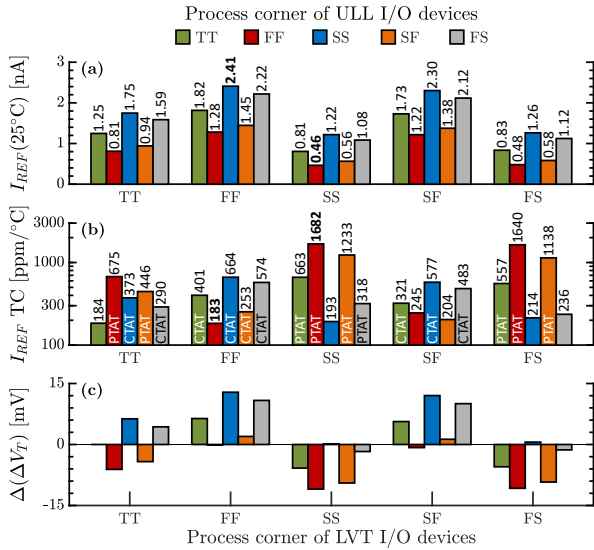 Process corner of ULL I/O devices
TT FF SS SF FS
(a)
I_REF(25°C) [nA]
3
2
1
0
1.25 0.81 1.75 0.94 1.59
1.82 1.28 2.41 1.45 2.22
0.81 0.46 1.22 0.56 1.08
1.73 1.22 2.30 1.38 2.12
0.83 0.48 1.26 0.58 1.12
TT FF SS SF FS
(b)
I_REF TC [ppm/°C]
3000
1000
300
100
184 675 373 446 290
PTAT CTAT PTAT CTAT
401 183 664 253 574
CTAT CTAT CTAT CTAT
663 1682 193 1233 318
PTAT PTAT PTAT PTAT
321 245 577 204 483
CTAT CTAT CTAT
557 1640 214 1138 236
PTAT PTAT PTAT
TT FF SS SF FS
(c)
Δ(ΔV_T) [mV]
15
0
-15
TT FF SS SF FS
Process corner of LVT I/O devices